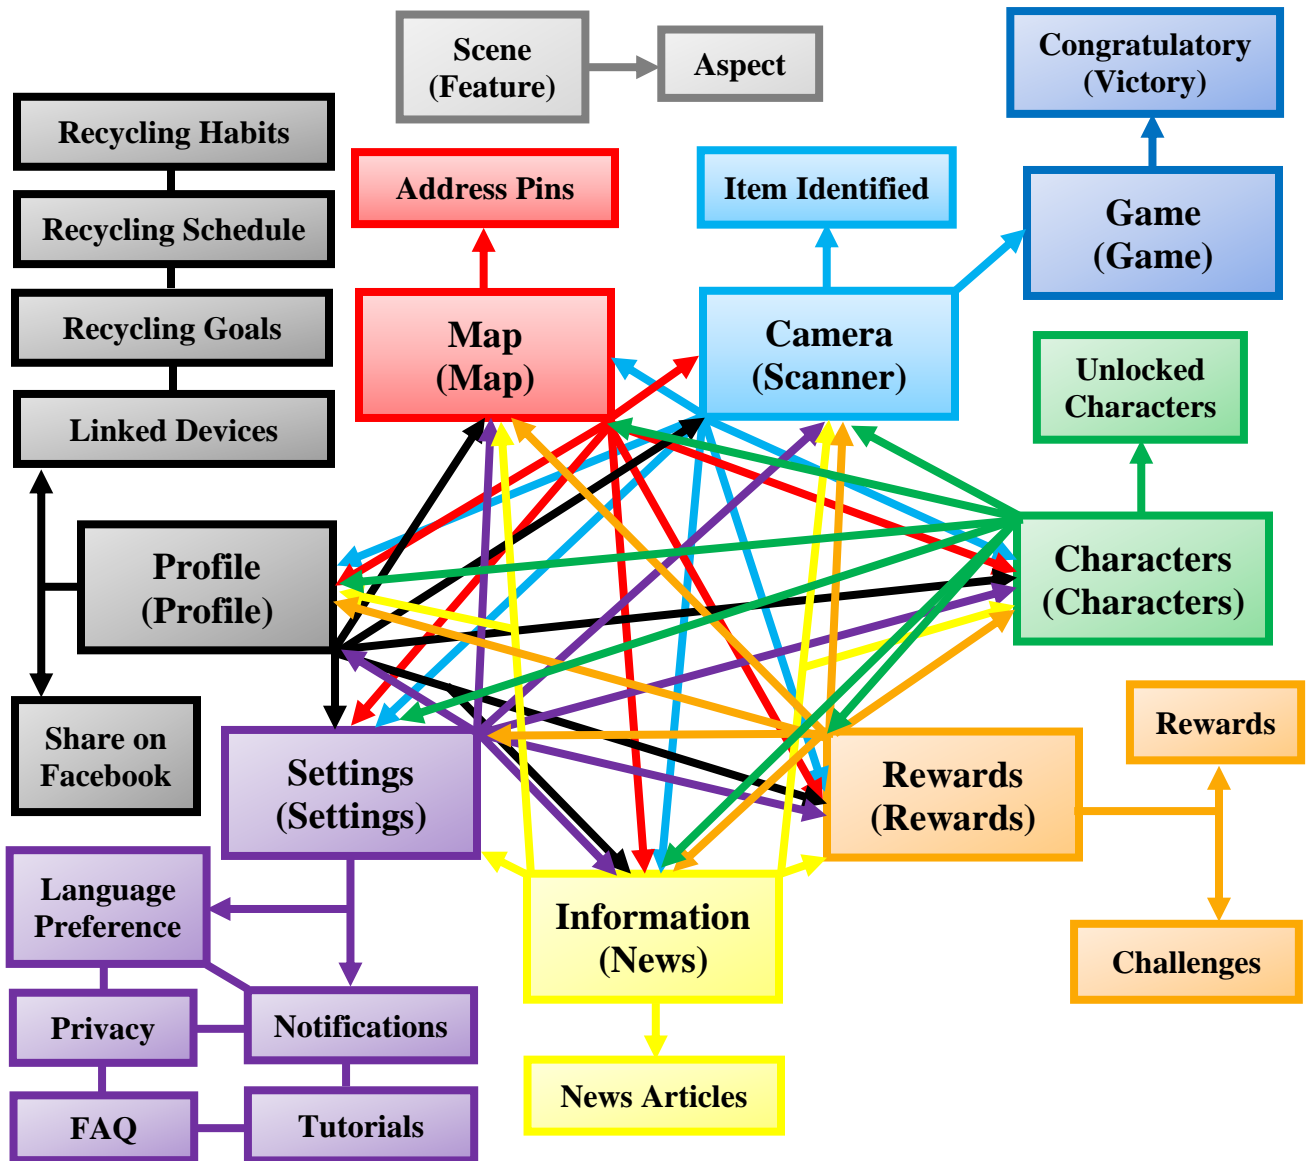 Scene
(Feature)
Aspect
Congratulatory
(Victory)
Recycling Habits
Address Pins
Item Identified
Recycling Schedule
Game
(Game)
Recycling Goals
Map
(Map)
Camera
(Scanner)
Unlocked
Characters
Linked Devices
Profile
(Profile)
Characters
(Characters)
Share on
Facebook
Settings
(Settings)
Rewards
(Rewards)
Rewards
Language
Preference
Information
(News)
Challenges
Privacy
Notifications
News Articles
FAQ
Tutorials